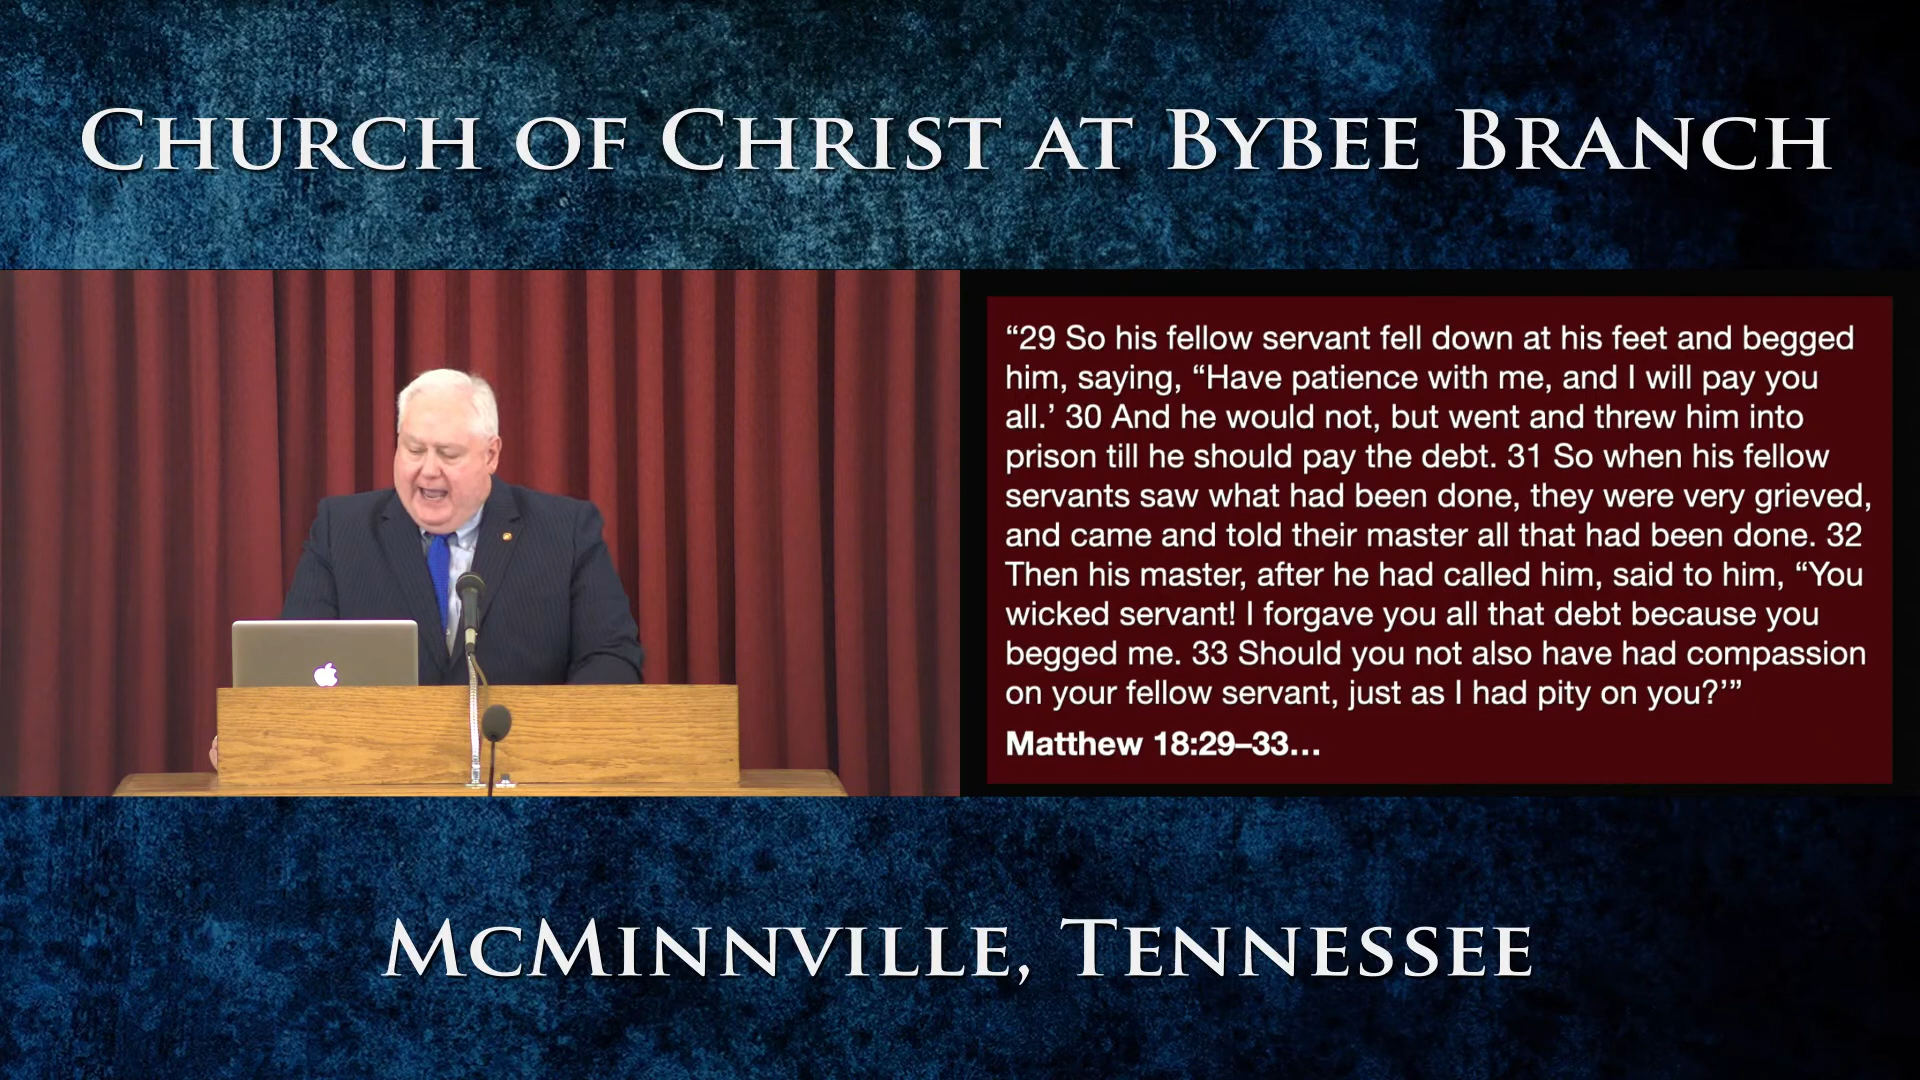 Church of Christ at Bybee Branch
“29 So his fellow servant fell down at his feet and begged
him, saying, “Have patience with me, and I will pay you
all.’ 30 And he would not, but went and threw him into
prison till he should pay the debt. 31 So when his fellow
servants saw what had been done, they were very grieved,
and came and told their master all that had been done. 32
Then his master, after he had called him, said to him, “You
wicked servant! I forgave you all that debt because you
begged me. 33 Should you not also have had compassion
on your fellow servant, just as I had pity on you?’”
Matthew 18:29–33…
McMinnville, Tennessee